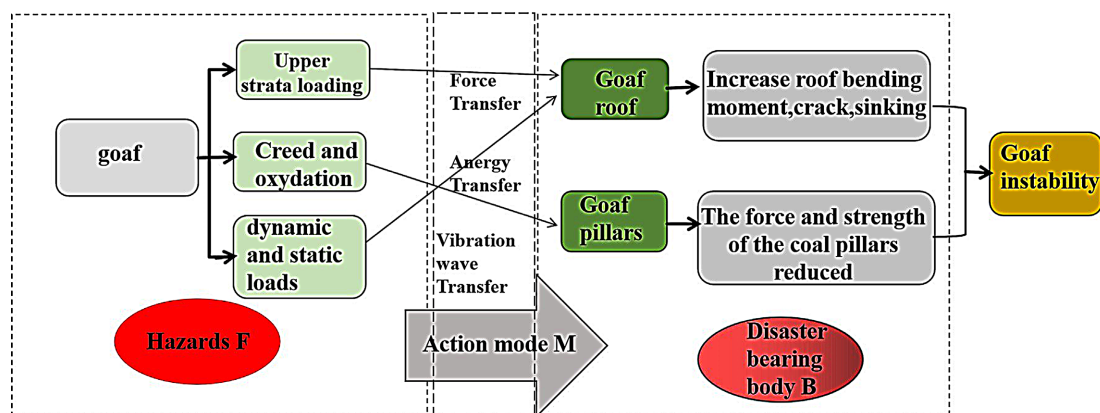 goaf
Upper
strata loading
Creed and
oxydation
dynamic
and static
loads
Hazards F
Force
Transfer
Anergy
Transfer
Vibration
wave
Transfer
Action mode M
Goaf
roof
Goaf
pillars
Increase roof bending
moment,crack,sinking
The force and strength
of the coal pillars
reduced
Disaster
bearing
body B
Goaf
instability